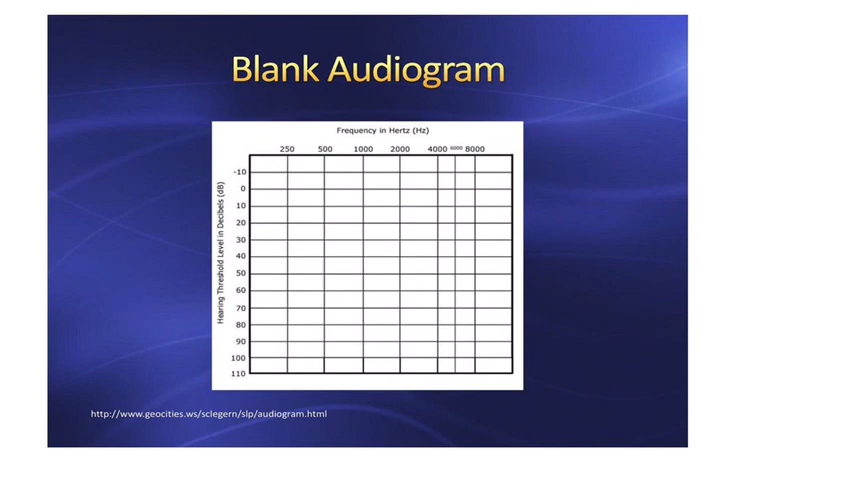 Blank Audiogram
Frequency in Hertz (Hz)
250 500 1000 2000 4000 6000 8000
Hearing Threshold Level in Decibels (dB)
-10
0
10
20
30
40
50
60
70
80
90
100
110
http://www.geocities.ws/sclegern/slp/audiogram.html